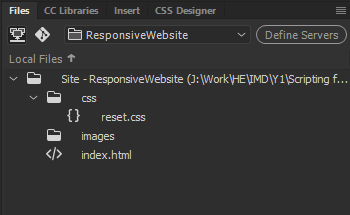 Files CC Libraries Insert CSS Designer
ResponsiveWebsite Define Servers
Local Files ↑
Site - ResponsiveWebsite (J:\Work\HE\IMD\Y1\Scripting f...
css
{} reset.css
images
</> index.html